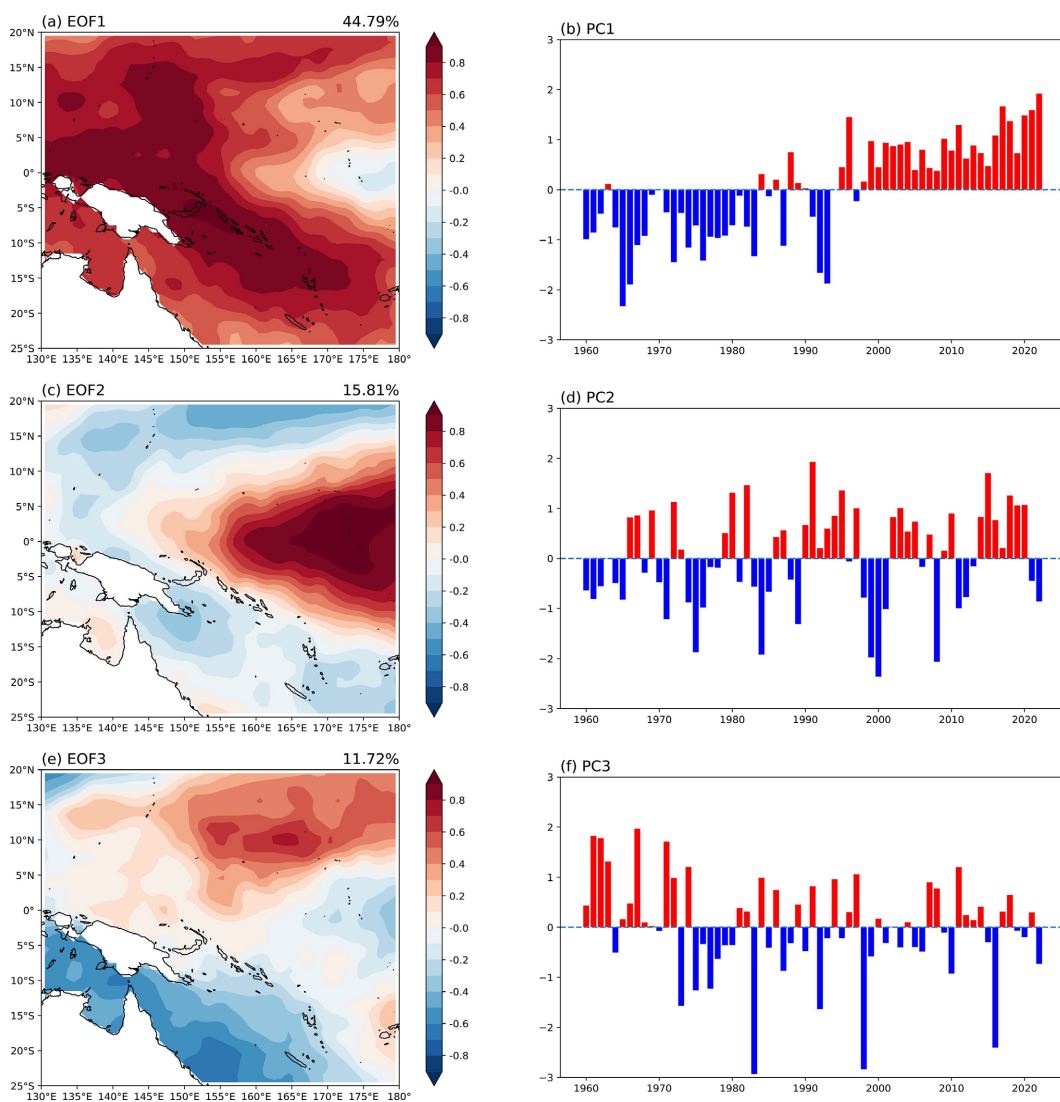 (a) EOF1 44.79%
20°N
15°N
10°N
5°N
0°
5°S
10°S
15°S
20°S
25°S
130°E 135°E 140°E 145°E 150°E 155°E 160°E 165°E 170°E 175°E 180°
0.8
0.6
0.4
0.2
-0.0
-0.2
-0.4
-0.6
-0.8
(b) PC1
3
2
1
0
−1
−2
−3
1960 1970 1980 1990 2000 2010 2020
(c) EOF2 15.81%
20°N
15°N
10°N
5°N
0°
5°S
10°S
15°S
20°S
25°S
130°E 135°E 140°E 145°E 150°E 155°E 160°E 165°E 170°E 175°E 180°
0.8
0.6
0.4
0.2
-0.0
-0.2
-0.4
-0.6
-0.8
(d) PC2
3
2
1
0
−1
−2
−3
1960 1970 1980 1990 2000 2010 2020
(e) EOF3 11.72%
20°N
15°N
10°N
5°N
0°
5°S
10°S
15°S
20°S
25°S
130°E 135°E 140°E 145°E 150°E 155°E 160°E 165°E 170°E 175°E 180°
0.8
0.6
0.4
0.2
-0.0
-0.2
-0.4
-0.6
-0.8
(f) PC3
3
2
1
0
−1
−2
−3
1960 1970 1980 1990 2000 2010 2020